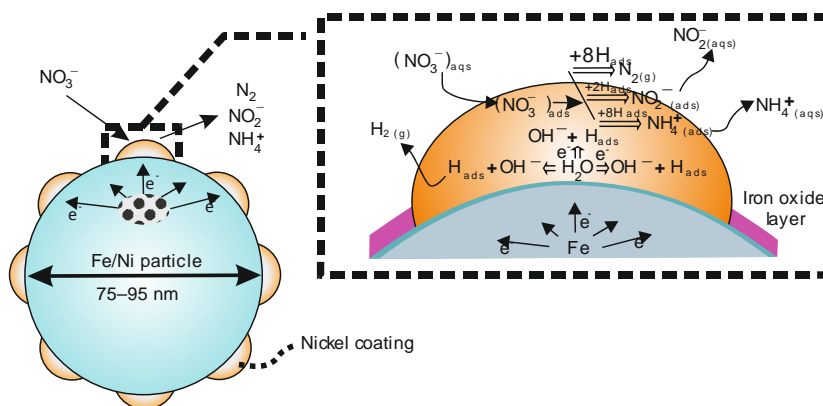 NO₃⁻
N₂
NO₂⁻
NH₄⁺
e⁻
e⁻ e
Fe/Ni particle
75–95 nm
Nickel coating
NO₂⁻(aqs)
(NO₃⁻)aqs
+8Hads
N₂(g)
(NO₃⁻)ads
+2Hads
NO₂⁻(ads)
+8Hads
NH₄⁺(ads)
NH₄⁺(aqs)
H₂(g)
OH⁻ + Hads
e⁻ ⇑ e⁻
Hads + OH⁻ ⇐ H₂O ⇒ OH⁻ + Hads
Iron oxide
layer
e⁻
e⁻ Fe e⁻